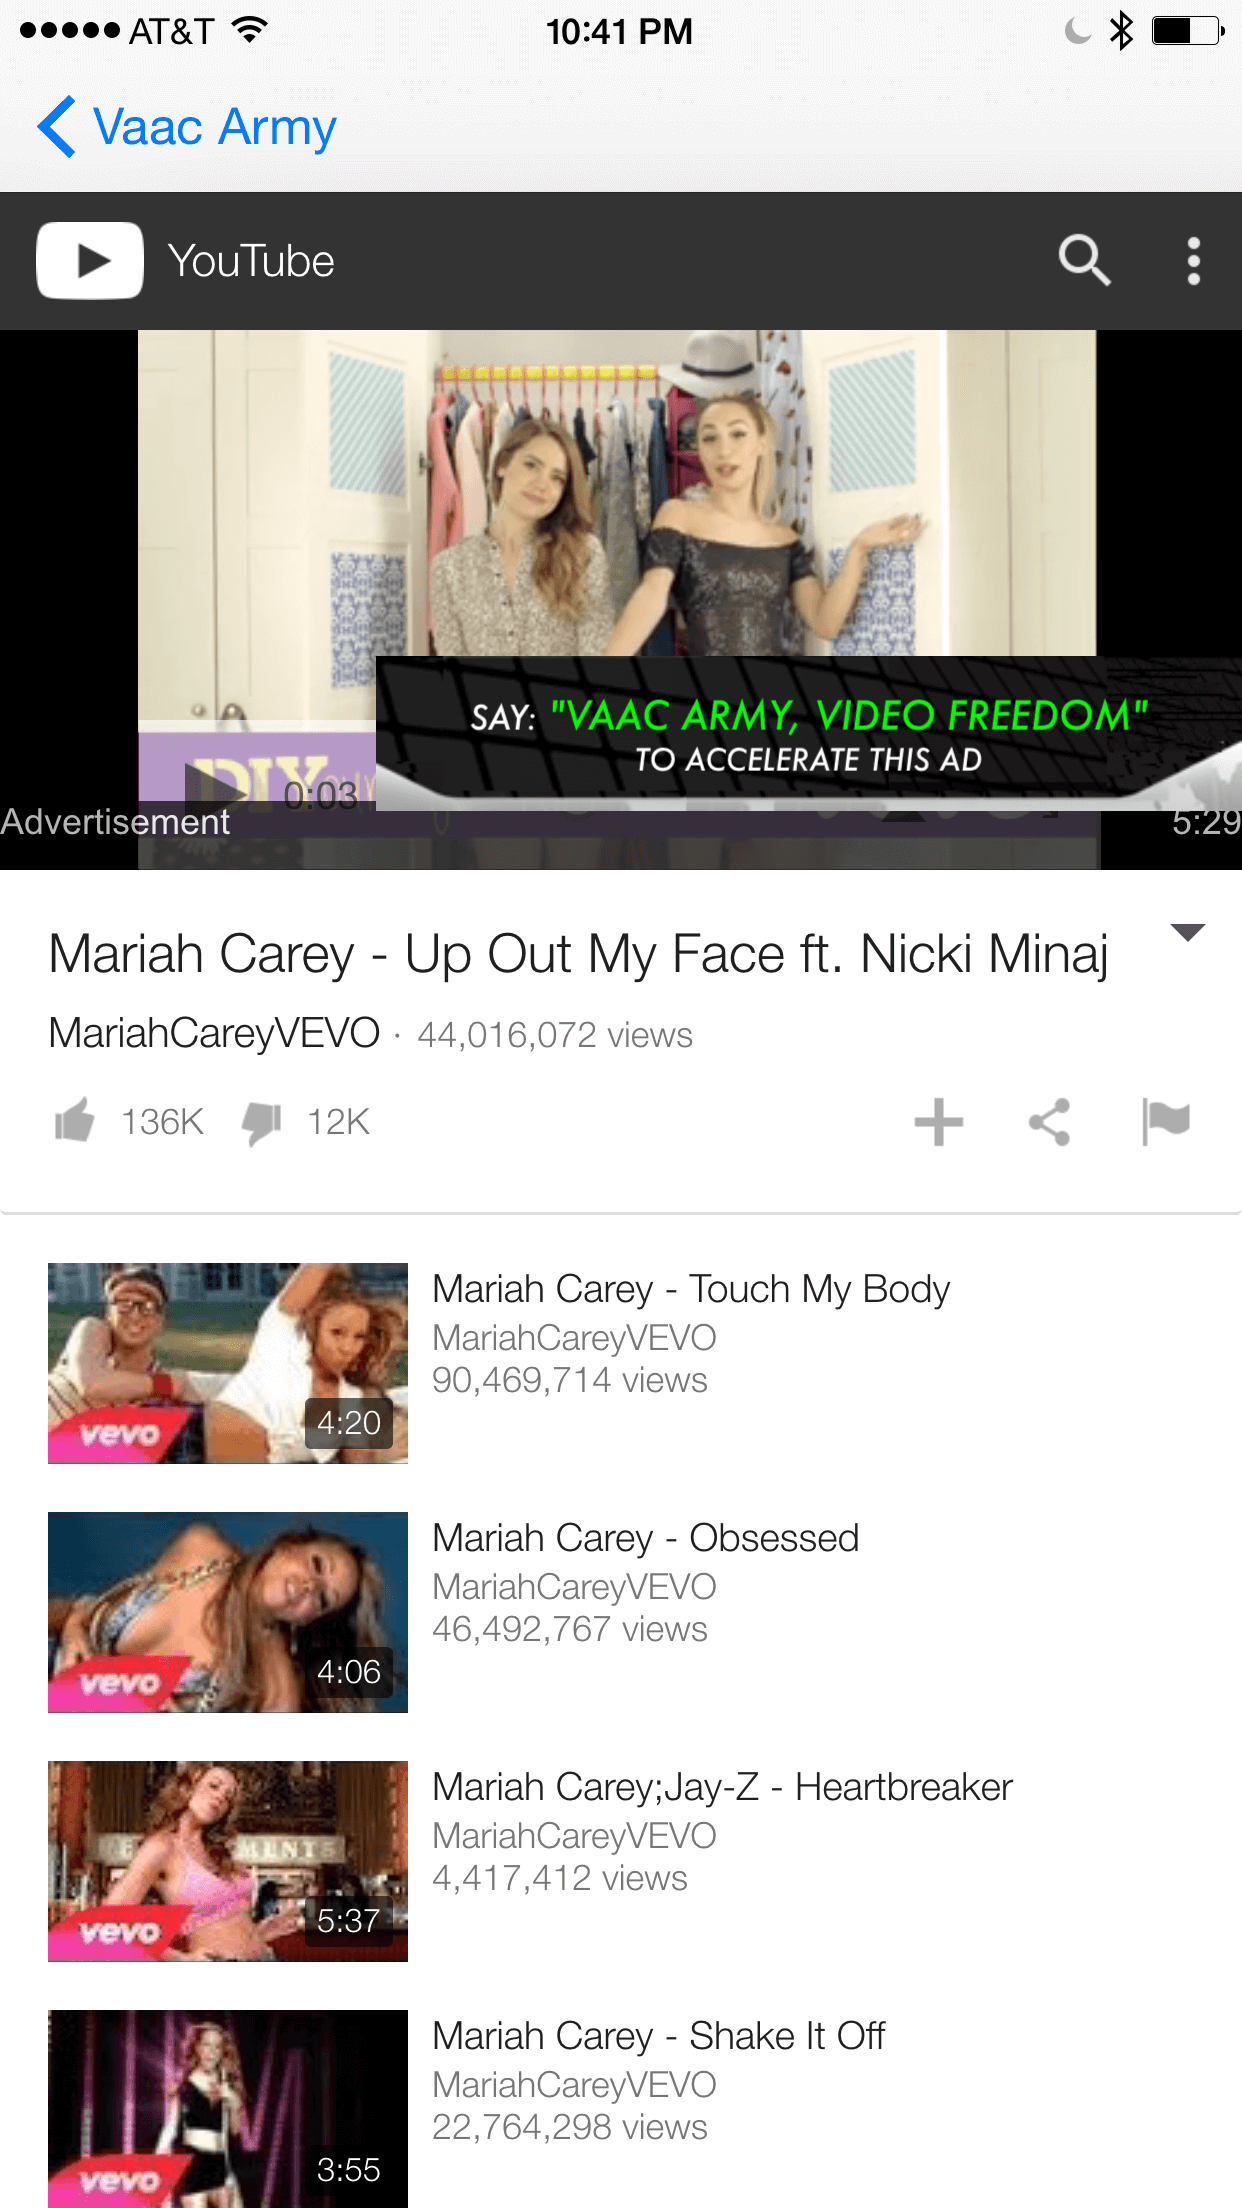 AT&T 10:41 PM
Vaac Army
YouTube
SAY: "VAAC ARMY, VIDEO FREEDOM"
TO ACCELERATE THIS AD
DIY
0:03
Advertisement
5:29
Mariah Carey - Up Out My Face ft. Nicki Minaj
MariahCareyVEVO · 44,016,072 views
136K 12K
Mariah Carey - Touch My Body
MariahCareyVEVO
90,469,714 views
vevo 4:20
Mariah Carey - Obsessed
MariahCareyVEVO
46,492,767 views
vevo 4:06
Mariah Carey;Jay-Z - Heartbreaker
MariahCareyVEVO
4,417,412 views
vevo 5:37
Mariah Carey - Shake It Off
MariahCareyVEVO
22,764,298 views
vevo 3:55